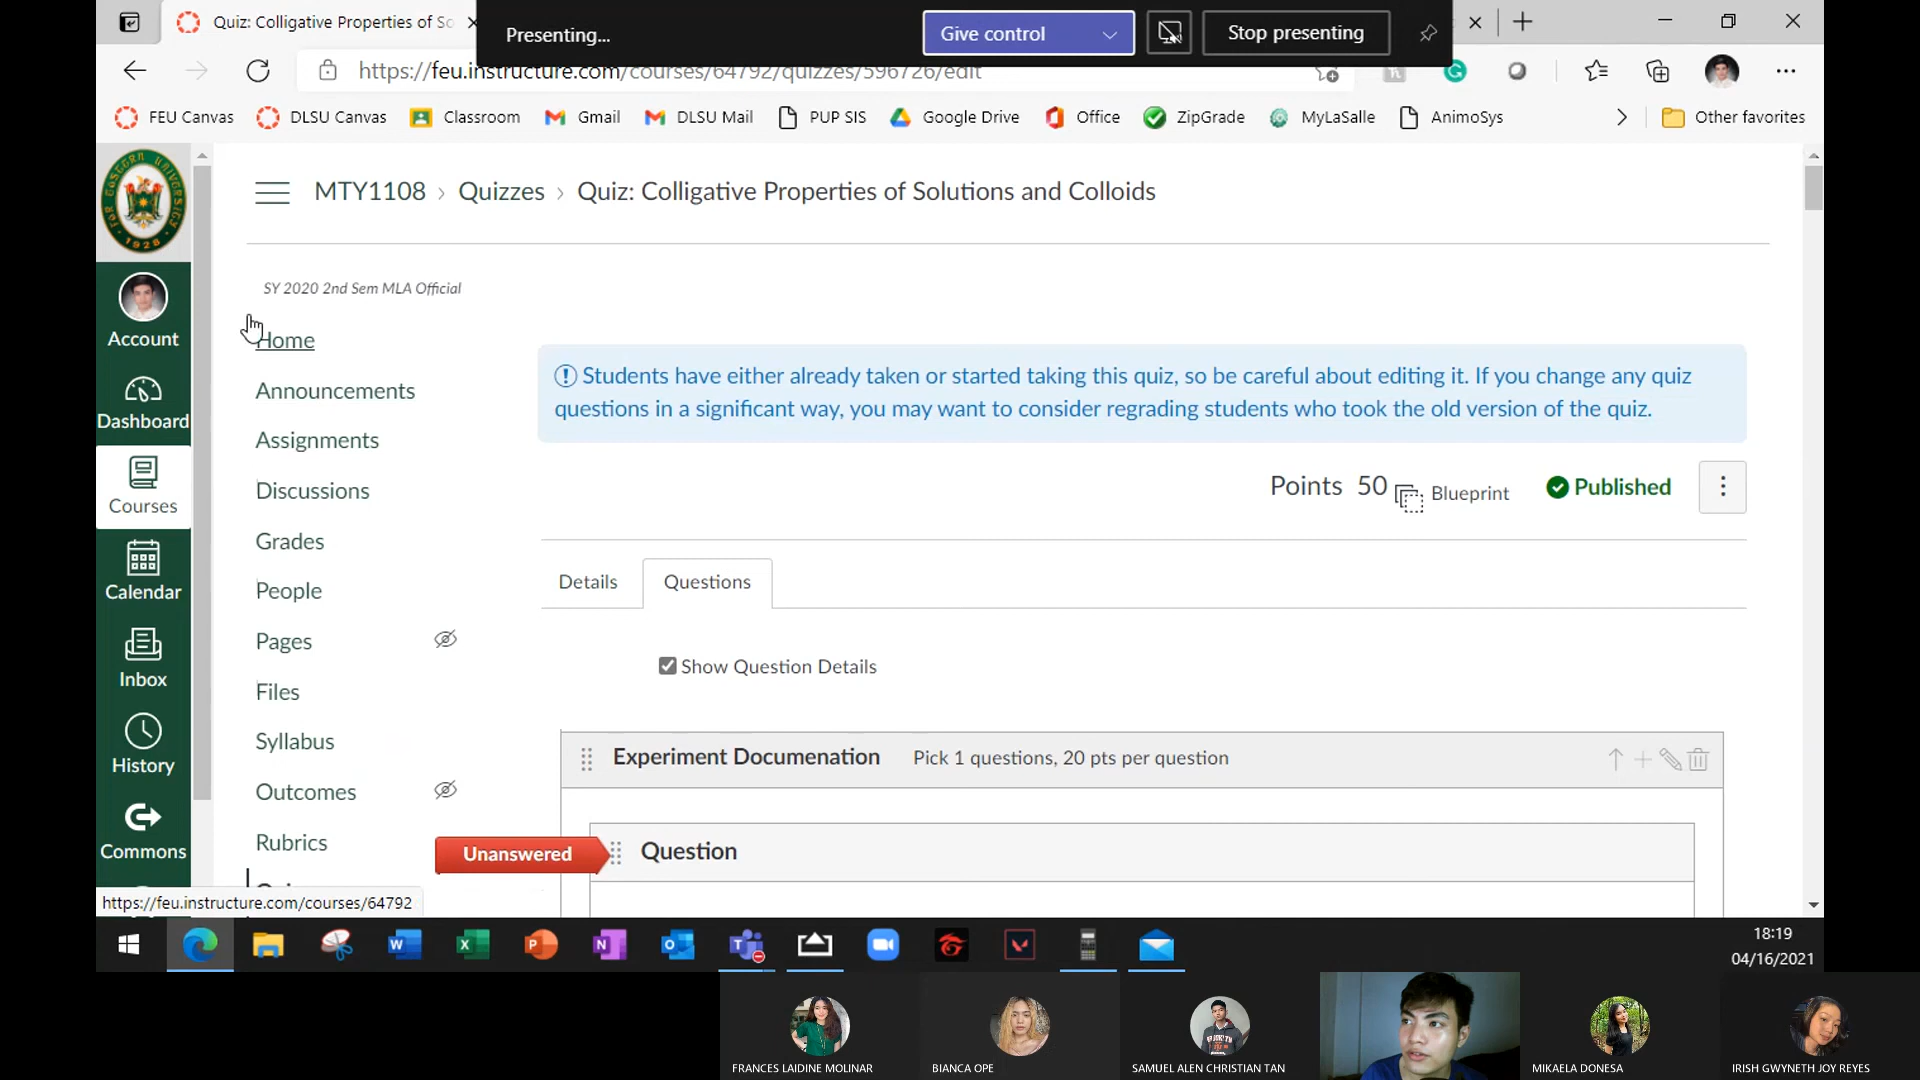 Quiz: Colligative Properties of So
Presenting...
Give control
Stop presenting
https://feu.instructure.com/courses/64792/quizzes/596726/edit
FEU Canvas
DLSU Canvas
Classroom
Gmail
DLSU Mail
PUP SIS
Google Drive
Office
ZipGrade
MyLaSalle
AnimoSys
Other favorites
MTY1108 › Quizzes › Quiz: Colligative Properties of Solutions and Colloids
Account
Dashboard
Courses
Calendar
Inbox
History
Commons
SY 2020 2nd Sem MLA Official
Home
Announcements
Assignments
Discussions
Grades
People
Pages
Files
Syllabus
Outcomes
Rubrics
Students have either already taken or started taking this quiz, so be careful about editing it. If you change any quiz
questions in a significant way, you may want to consider regrading students who took the old version of the quiz.
Points 50 Blueprint Published
Details
Questions
Show Question Details
Experiment Documenation Pick 1 questions, 20 pts per question
Unanswered
Question
https://feu.instructure.com/courses/64792
18:19
04/16/2021
FRANCES LAIDINE MOLINAR
BIANCA OPE
SAMUEL ALEN CHRISTIAN TAN
MIKAELA DONESA
IRISH GWYNETH JOY REYES